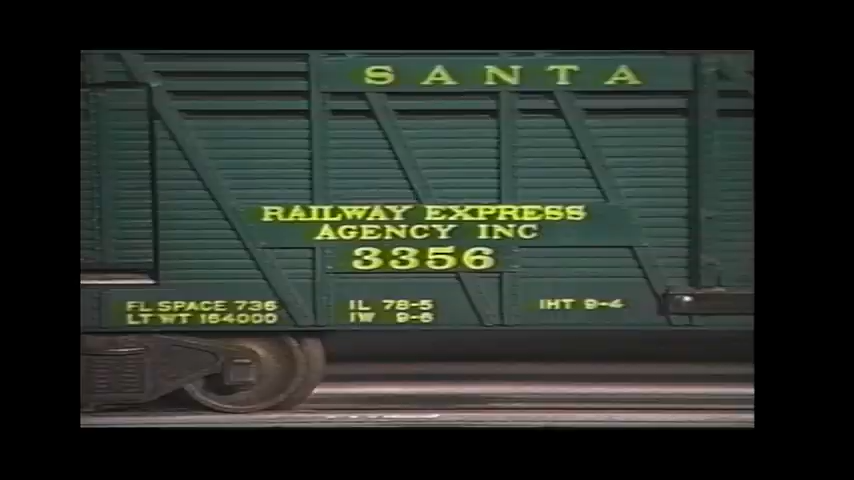 SANTA
RAILWAY EXPRESS
AGENCY INC
3356
FL SPACE 736
LT WT 164000
IL 78-5
IW 9-6
IHT 9-4